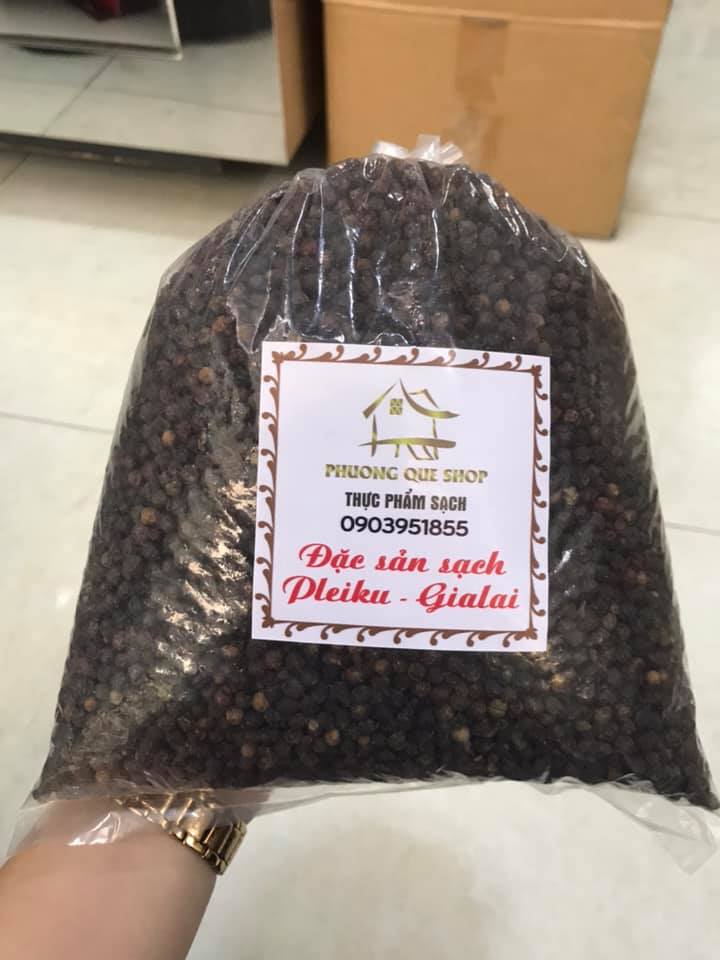 PHUONG QUE SHOP
THỰC PHẨM SẠCH
0903951855
Đặc sản sạch
Pleiku - Gialai